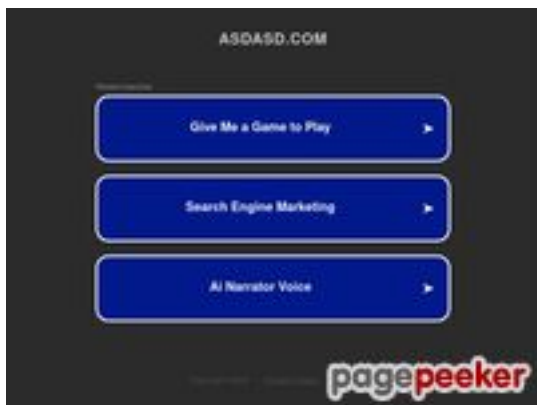 ASDASD.COM
Give Me a Game to Play
Search Engine Marketing
Ai Narrator Voice
pagepeeker